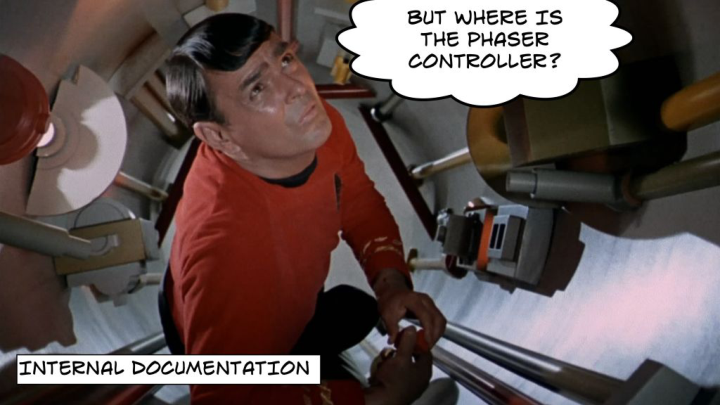 BUT WHERE IS
THE PHASER
CONTROLLER?
INTERNAL DOCUMENTATION